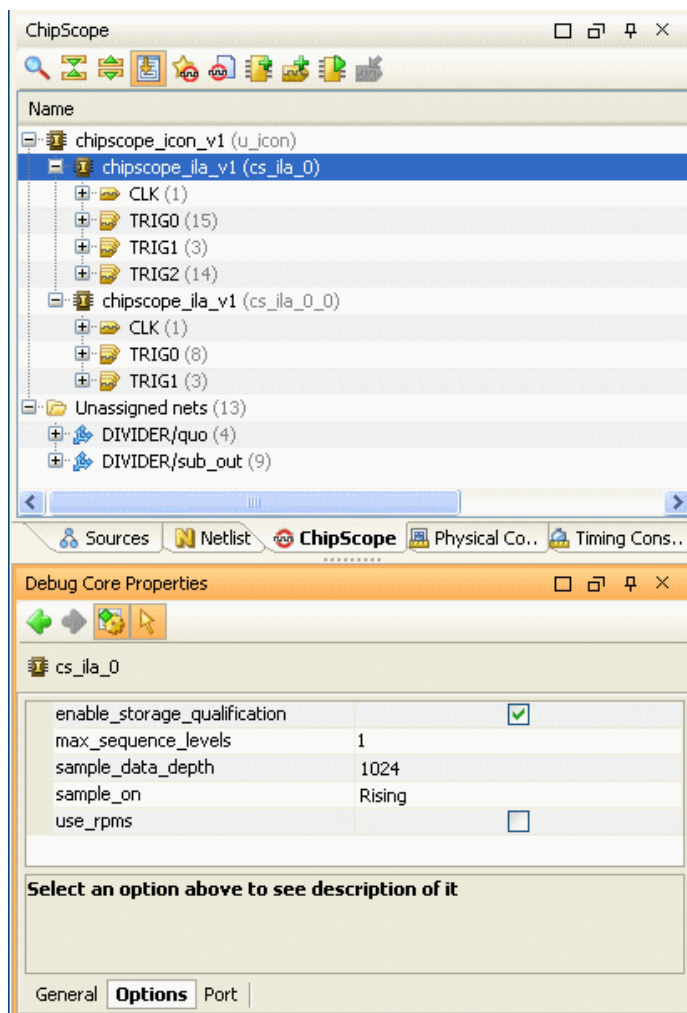 ChipScope
Name
chipscope_icon_v1 (u_icon)
chipscope_ila_v1 (cs_ila_0)
CLK (1)
TRIG0 (15)
TRIG1 (3)
TRIG2 (14)
chipscope_ila_v1 (cs_ila_0_0)
CLK (1)
TRIG0 (8)
TRIG1 (3)
Unassigned nets (13)
DIVIDER/quo (4)
DIVIDER/sub_out (9)
Sources Netlist ChipScope Physical Co.. Timing Cons..
Debug Core Properties
cs_ila_0
enable_storage_qualification
max_sequence_levels 1
sample_data_depth 1024
sample_on Rising
use_rpms
Select an option above to see description of it
General Options Port